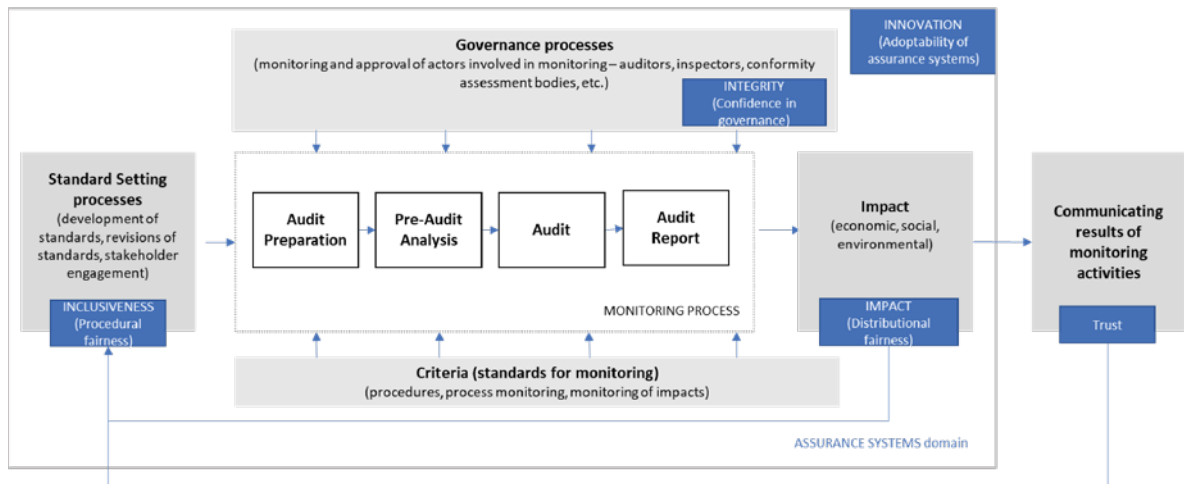 INNOVATION
(Adoptability of
assurance systems)
Governance processes
(monitoring and approval of actors involved in monitoring – auditors, inspectors, conformity
assessment bodies, etc.)
INTEGRITY
(Confidence in
governance)
Standard Setting
processes
(development of
standards, revisions of
standards, stakeholder
engagement)
INCLUSIVENESS
(Procedural
fairness)
Audit
Preparation
Pre-Audit
Analysis
Audit
Audit
Report
MONITORING PROCESS
Impact
(economic, social,
environmental)
IMPACT
(Distributional
fairness)
Communicating
results of
monitoring
activities
Trust
Criteria (standards for monitoring)
(procedures, process monitoring, monitoring of impacts)
ASSURANCE SYSTEMS domain